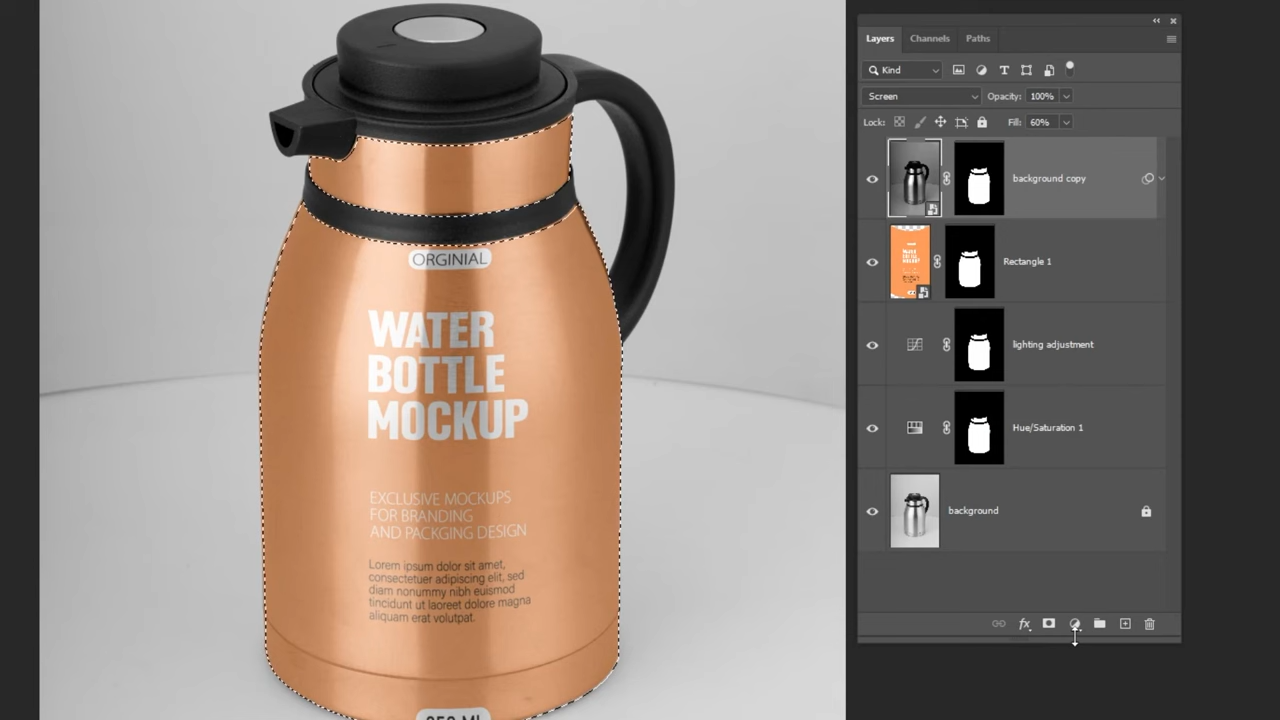 ORGINIAL
WATER
BOTTLE
MOCKUP
EXCLUSIVE MOCKUPS
FOR BRANDING
AND PACKGING DESIGN
Lorem ipsum dolor sit amet,
consectetuer adipiscing elit, sed
diam nonummy nibh euismod
tincidunt ut laoreet dolore magna
aliquam erat volutpat.
Layers Channels Paths
Kind
Screen Opacity: 100%
Lock: Fill: 60%
background copy
Rectangle 1
lighting adjustment
Hue/Saturation 1
background
fx